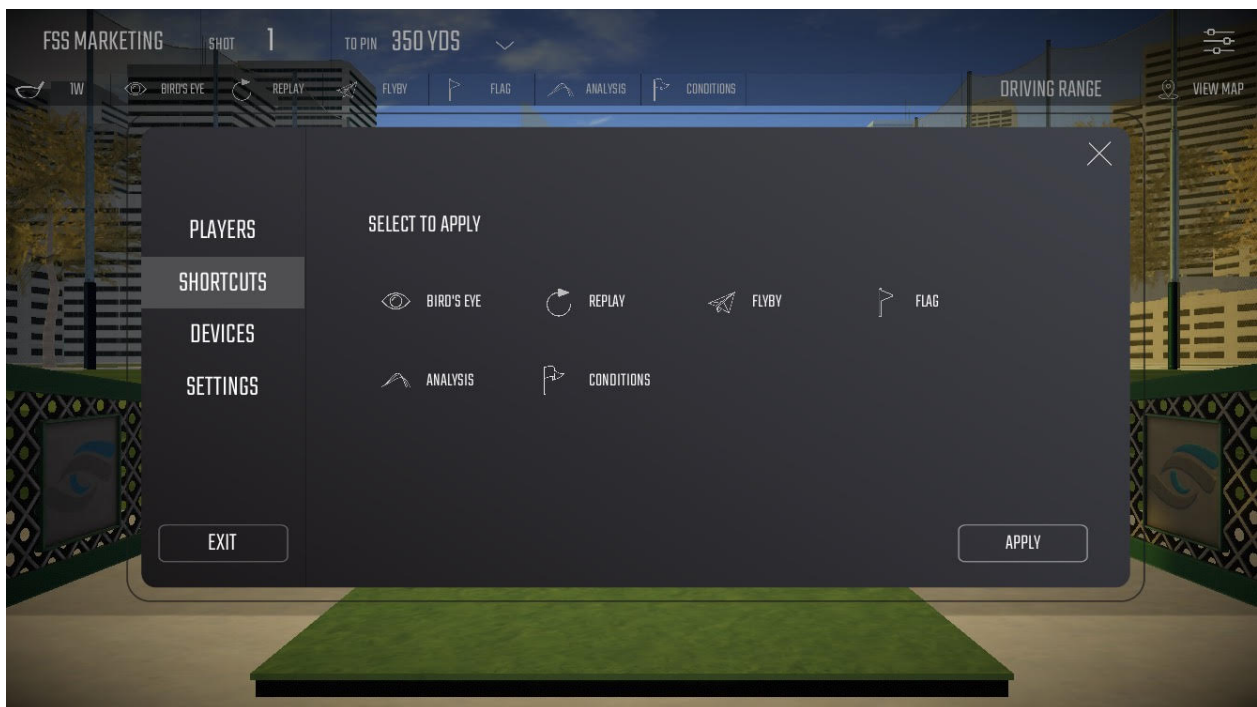 FSS MARKETING SHOT 1 TO PIN 350 YDS
1W BIRD'S EYE REPLAY FLYBY FLAG ANALYSIS CONDITIONS DRIVING RANGE VIEW MAP
PLAYERS
SHORTCUTS
DEVICES
SETTINGS
EXIT
SELECT TO APPLY
BIRD'S EYE REPLAY FLYBY FLAG
ANALYSIS CONDITIONS
APPLY